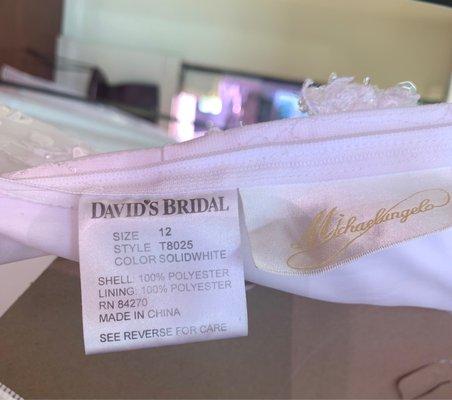 DAVID'S BRIDAL
SIZE 12
STYLE T8025
COLOR SOLIDWHITE
SHELL: 100% POLYESTER
LINING: 100% POLYESTER
RN 84270
MADE IN CHINA
SEE REVERSE FOR CARE
Michaelangelo